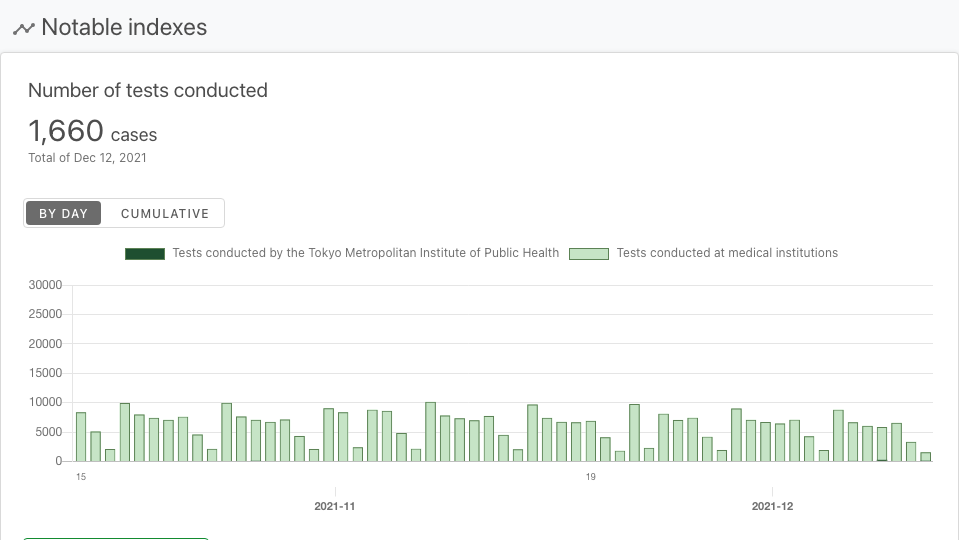 Notable indexes
Number of tests conducted
1,660 cases
Total of Dec 12, 2021
BY DAY CUMULATIVE
Tests conducted by the Tokyo Metropolitan Institute of Public Health Tests conducted at medical institutions
30000
25000
20000
15000
10000
5000
0
15 19
2021-11 2021-12